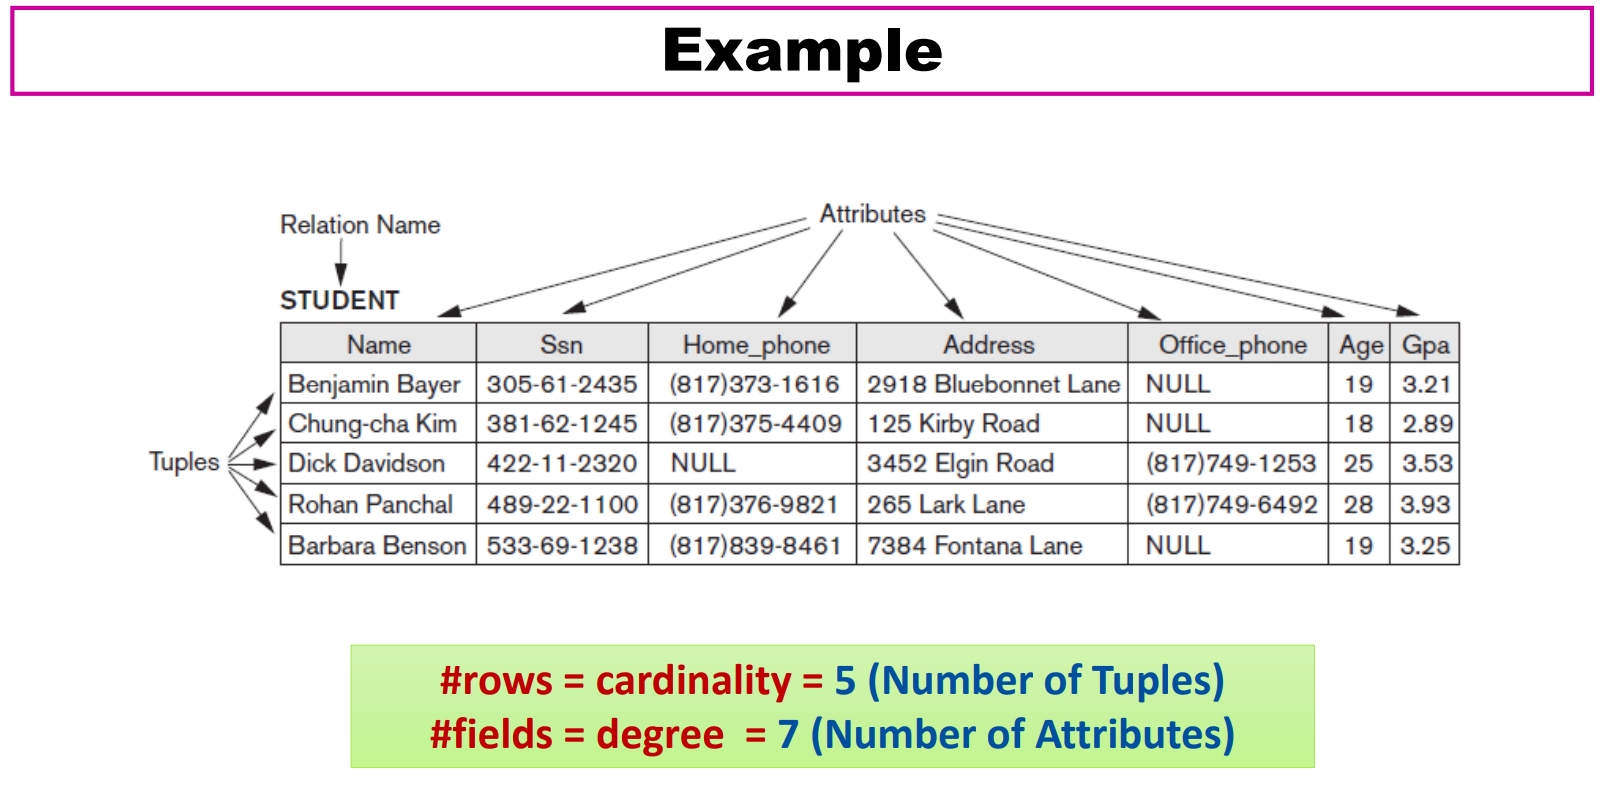 Example
Relation Name
Attributes
STUDENT
Name Ssn Home_phone Address Office_phone Age Gpa
Benjamin Bayer 305-61-2435 (817)373-1616 2918 Bluebonnet Lane NULL 19 3.21
Chung-cha Kim 381-62-1245 (817)375-4409 125 Kirby Road NULL 18 2.89
Tuples
Dick Davidson 422-11-2320 NULL 3452 Elgin Road (817)749-1253 25 3.53
Rohan Panchal 489-22-1100 (817)376-9821 265 Lark Lane (817)749-6492 28 3.93
Barbara Benson 533-69-1238 (817)839-8461 7384 Fontana Lane NULL 19 3.25
#rows = cardinality = 5 (Number of Tuples)
#fields = degree = 7 (Number of Attributes)